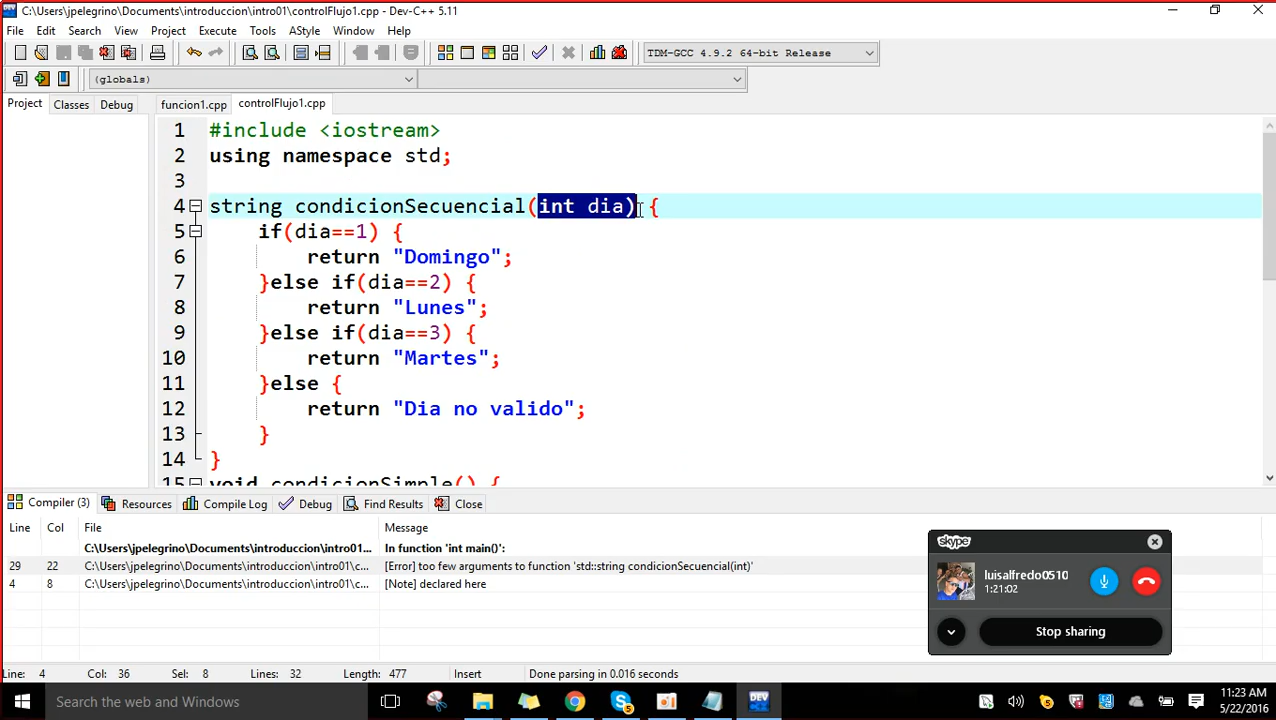 C:\Users\jpelegrino\Documents\introduccion\intro01\controlFlujo1.cpp - Dev-C++ 5.11
File Edit Search View Project Execute Tools AStyle Window Help
TDM-GCC 4.9.2 64-bit Release
(globals)
Project Classes Debug funcion1.cpp controlFlujo1.cpp
1 #include <iostream>
2 using namespace std;
3
4 string condicionSecuencial(int dia) {
5 if(dia==1) {
6 return "Domingo";
7 }else if(dia==2) {
8 return "Lunes";
9 }else if(dia==3) {
10 return "Martes";
11 }else {
12 return "Dia no valido";
13 }
14 }
15 void condicionSimple() {
Compiler (3) Resources Compile Log Debug Find Results Close
Line Col File Message
C:\Users\jpelegrino\Documents\introduccion\intro01... In function 'int main()':
29 22 C:\Users\jpelegrino\Documents\introduccion\intro01\c... [Error] too few arguments to function 'std::string condicionSecuencial(int)'
4 8 C:\Users\jpelegrino\Documents\introduccion\intro01\c... [Note] declared here
skype
luisalfredo0510
1:21:02
Stop sharing
Line: 4 Col: 36 Sel: 8 Lines: 32 Length: 477 Insert Done parsing in 0.016 seconds
Search the web and Windows
DEV
11:23 AM
5/22/2016